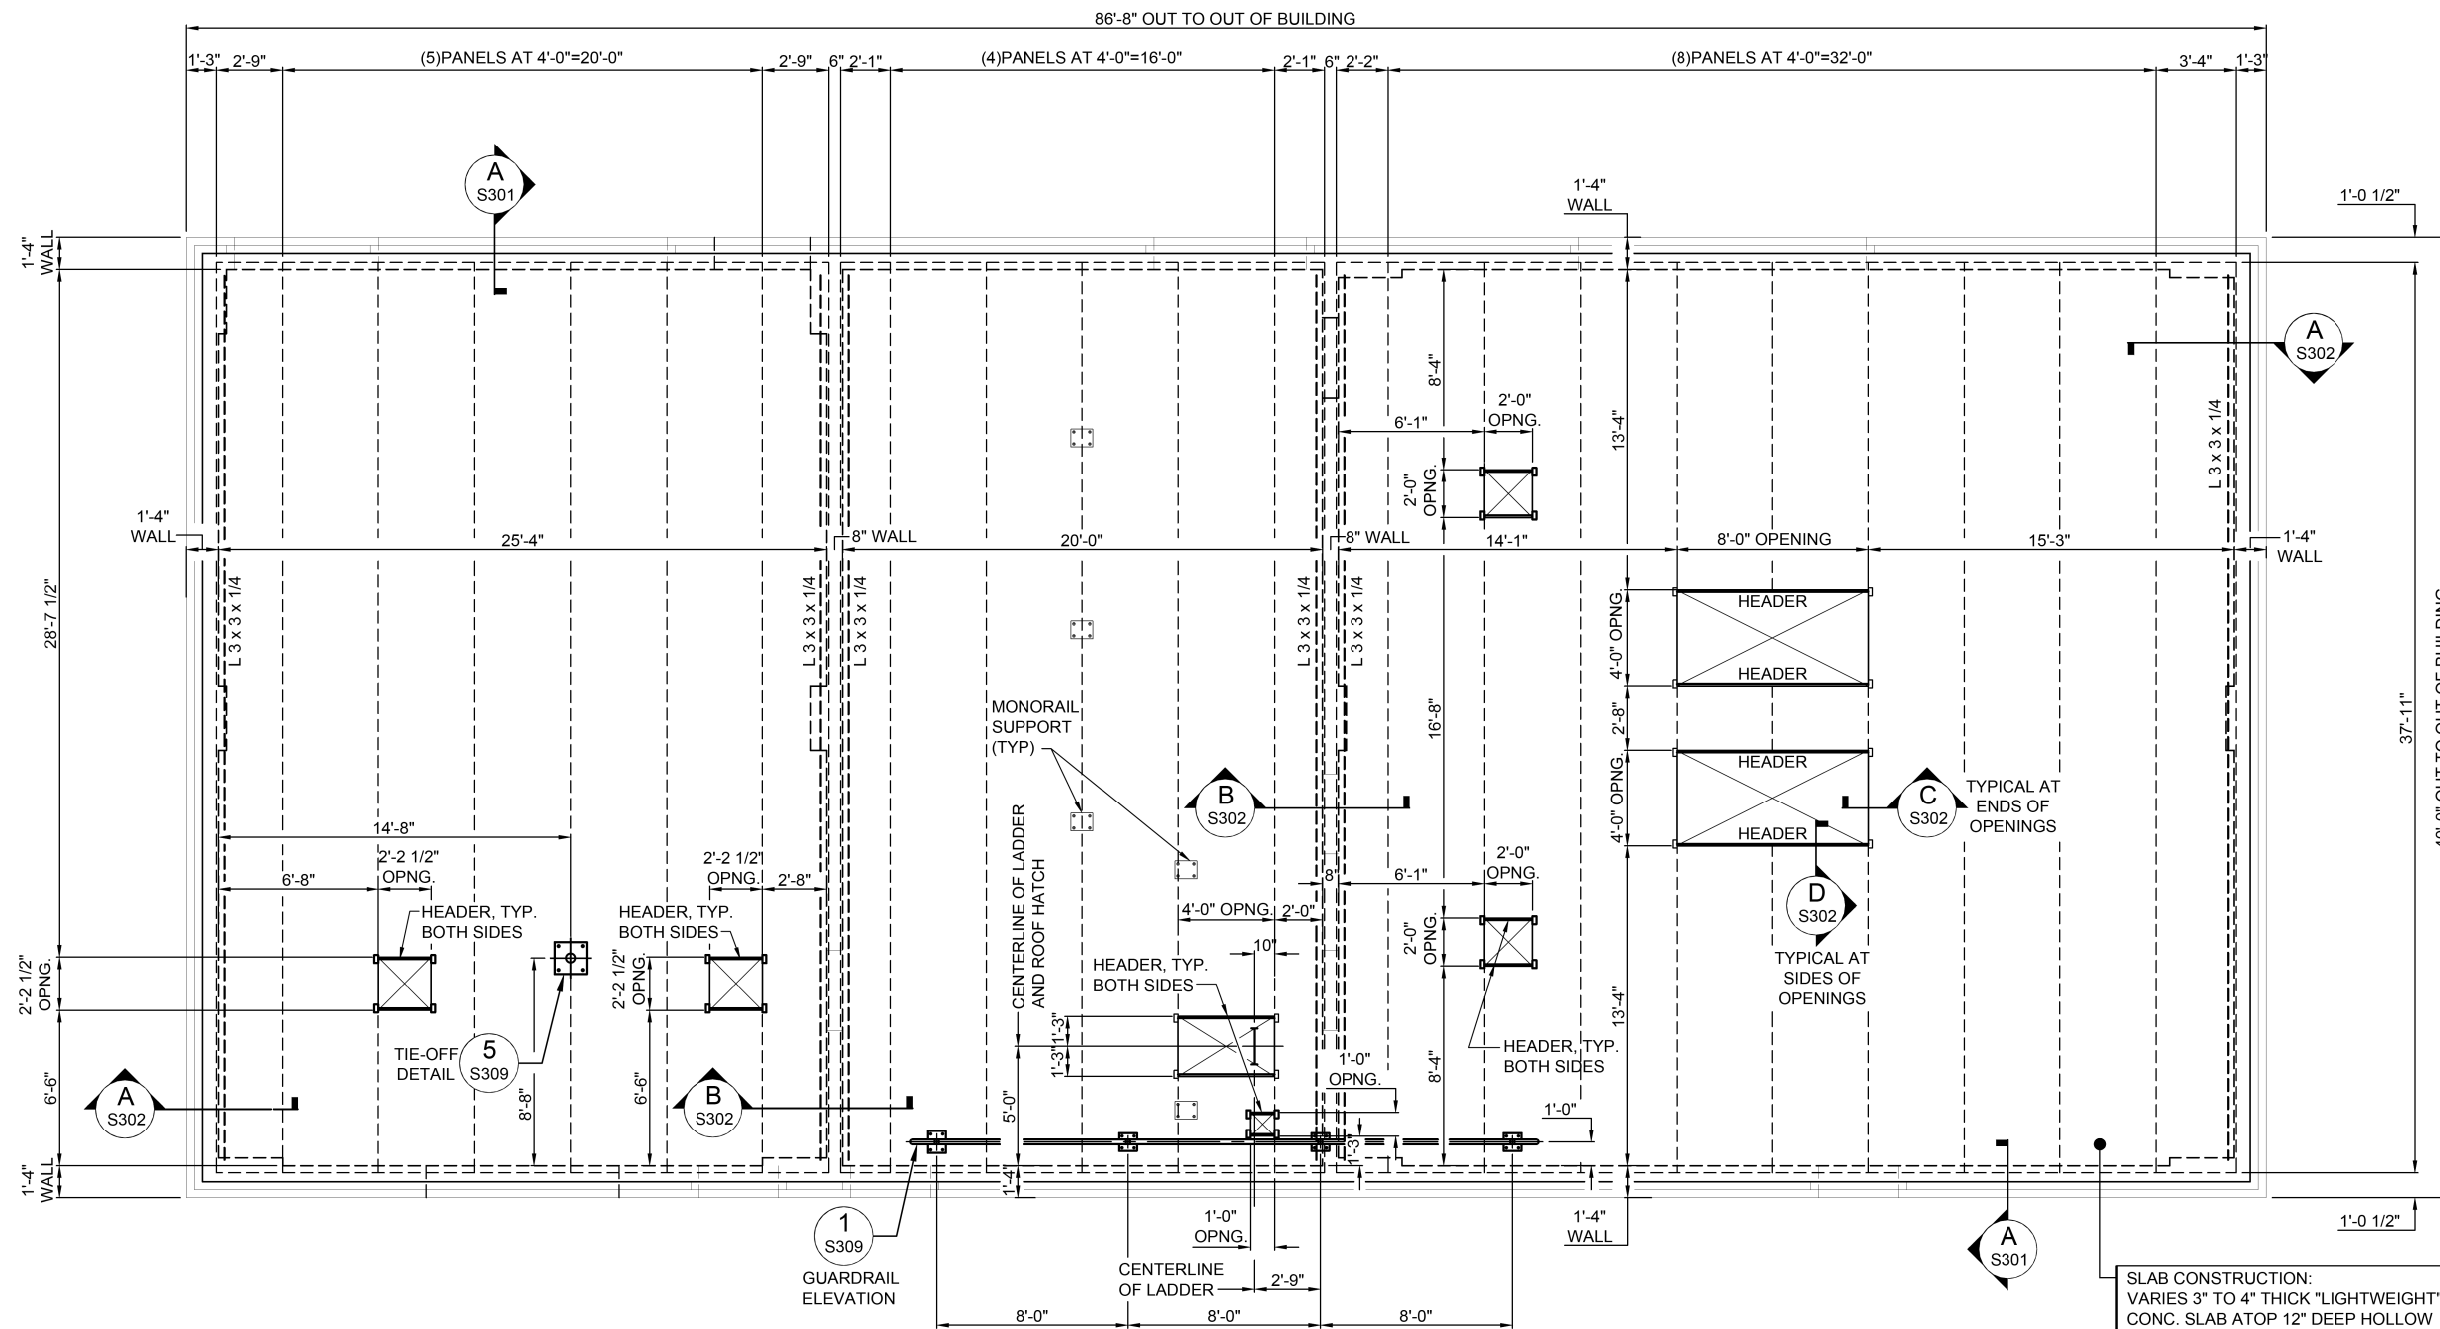 86'-8" OUT TO OUT OF BUILDING
1'-3"
2'-9"
(5)PANELS AT 4'-0"=20'-0"
2'-9"
6"
2'-1"
(4)PANELS AT 4'-0"=16'-0"
2'-1"
6"
2'-2"
(8)PANELS AT 4'-0"=32'-0"
3'-4"
1'-3"
A
S301
1'-4"
WALL
1'-4"
WALL
1'-0 1/2"
A
S302
8'-4"
2'-0"
OPNG.
6'-1"
13'-4"
L 3 x 3 x 1/4
2'-0"
OPNG.
1'-4"
WALL
25'-4"
8" WALL
20'-0"
8" WALL
14'-1"
8'-0" OPENING
15'-3"
1'-4"
WALL
28'-7 1/2"
L 3 x 3 x 1/4
L 3 x 3 x 1/4
L 3 x 3 x 1/4
L 3 x 3 x 1/4
L 3 x 3 x 1/4
4'-0" OPNG.
HEADER
HEADER
2'-8"
37'-11"
MONORAIL
SUPPORT
(TYP)
16'-8"
4'-0" OPNG.
HEADER
HEADER
B
S302
C
S302
TYPICAL AT
ENDS OF
OPENINGS
14'-8"
2'-2 1/2"
OPNG.
6'-8"
2'-2 1/2"
OPNG.
2'-8"
CENTERLINE OF LADDER
AND ROOF HATCH
8"
6'-1"
2'-0"
OPNG.
D
S302
TYPICAL AT
SIDES OF
OPENINGS
HEADER, TYP.
BOTH SIDES
HEADER, TYP.
BOTH SIDES
4'-0" OPNG.
2'-0"
10"
2'-0"
OPNG.
HEADER, TYP.
BOTH SIDES
2'-2 1/2"
OPNG.
2'-2 1/2"
OPNG.
1'-3"
1'-3"
13'-4"
TIE-OFF
DETAIL
5
S309
HEADER, TYP.
BOTH SIDES
1'-0"
OPNG.
8'-4"
A
S302
6'-6"
8'-8"
6'-6"
B
S302
5'-0"
1'-0"
1'-3"
1'-4"
WALL
1'-4"
1
S309
GUARDRAIL
ELEVATION
1'-0"
OPNG.
CENTERLINE
OF LADDER
2'-9"
1'-4"
WALL
A
S301
1'-0 1/2"
8'-0"
8'-0"
8'-0"
SLAB CONSTRUCTION:
VARIES 3" TO 4" THICK "LIGHTWEIGHT"
CONC. SLAB ATOP 12" DEEP HOLLOW